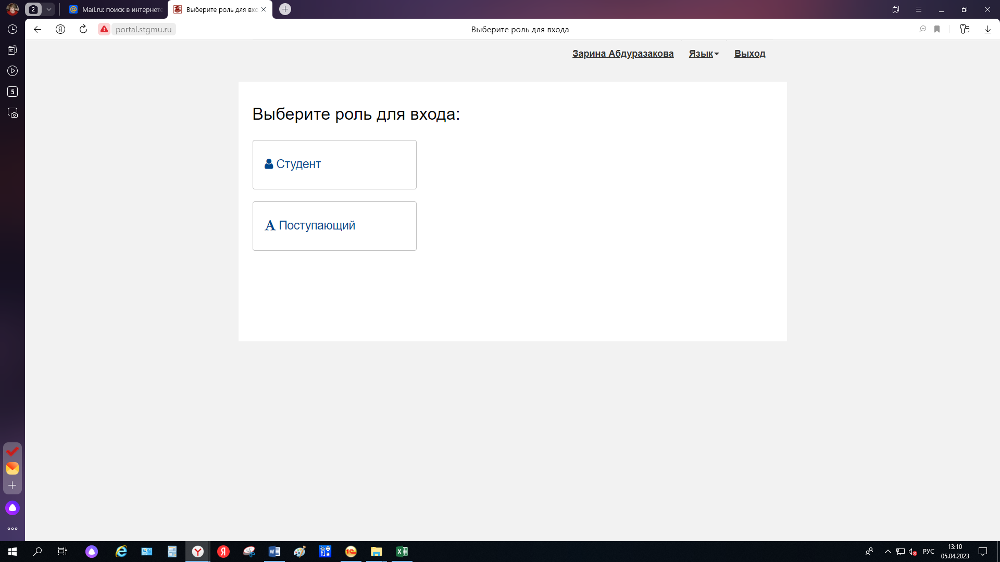 2
Mail.ru: поиск в интернете
Выберите роль для вхо
portal.stgmu.ru
Выберите роль для входа
5
Зарина Абдуразакова
Язык
Выход
Выберите роль для входа:
Студент
A Поступающий
РУС
13:10
05.04.2023